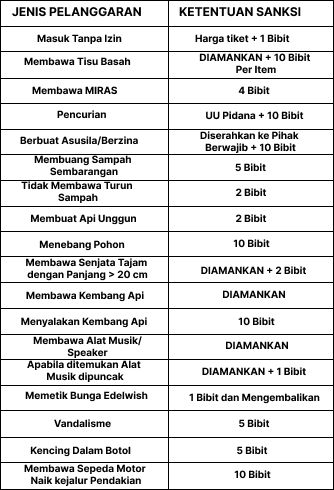 JENIS PELANGGARAN KETENTUAN SANKSI
Masuk Tanpa Izin Harga tiket + 1 Bibit
Membawa Tisu Basah DIAMANKAN + 10 Bibit
Per Item
Membawa MIRAS 4 Bibit
Pencurian UU Pidana + 10 Bibit
Berbuat Asusila/Berzina Diserahkan ke Pihak
Berwajib + 10 Bibit
Membuang Sampah
Sembarangan 5 Bibit
Tidak Membawa Turun
Sampah 2 Bibit
Membuat Api Unggun 2 Bibit
Menebang Pohon 10 Bibit
Membawa Senjata Tajam
dengan Panjang > 20 cm DIAMANKAN + 2 Bibit
Membawa Kembang Api DIAMANKAN
Menyalakan Kembang Api 10 Bibit
Membawa Alat Musik/
Speaker DIAMANKAN
Apabila ditemukan Alat
Musik dipuncak DIAMANKAN + 1 Bibit
Memetik Bunga Edelwish 1 Bibit dan Mengembalikan
Vandalisme 5 Bibit
Kencing Dalam Botol 5 Bibit
Membawa Sepeda Motor
Naik kejalur Pendakian 10 Bibit